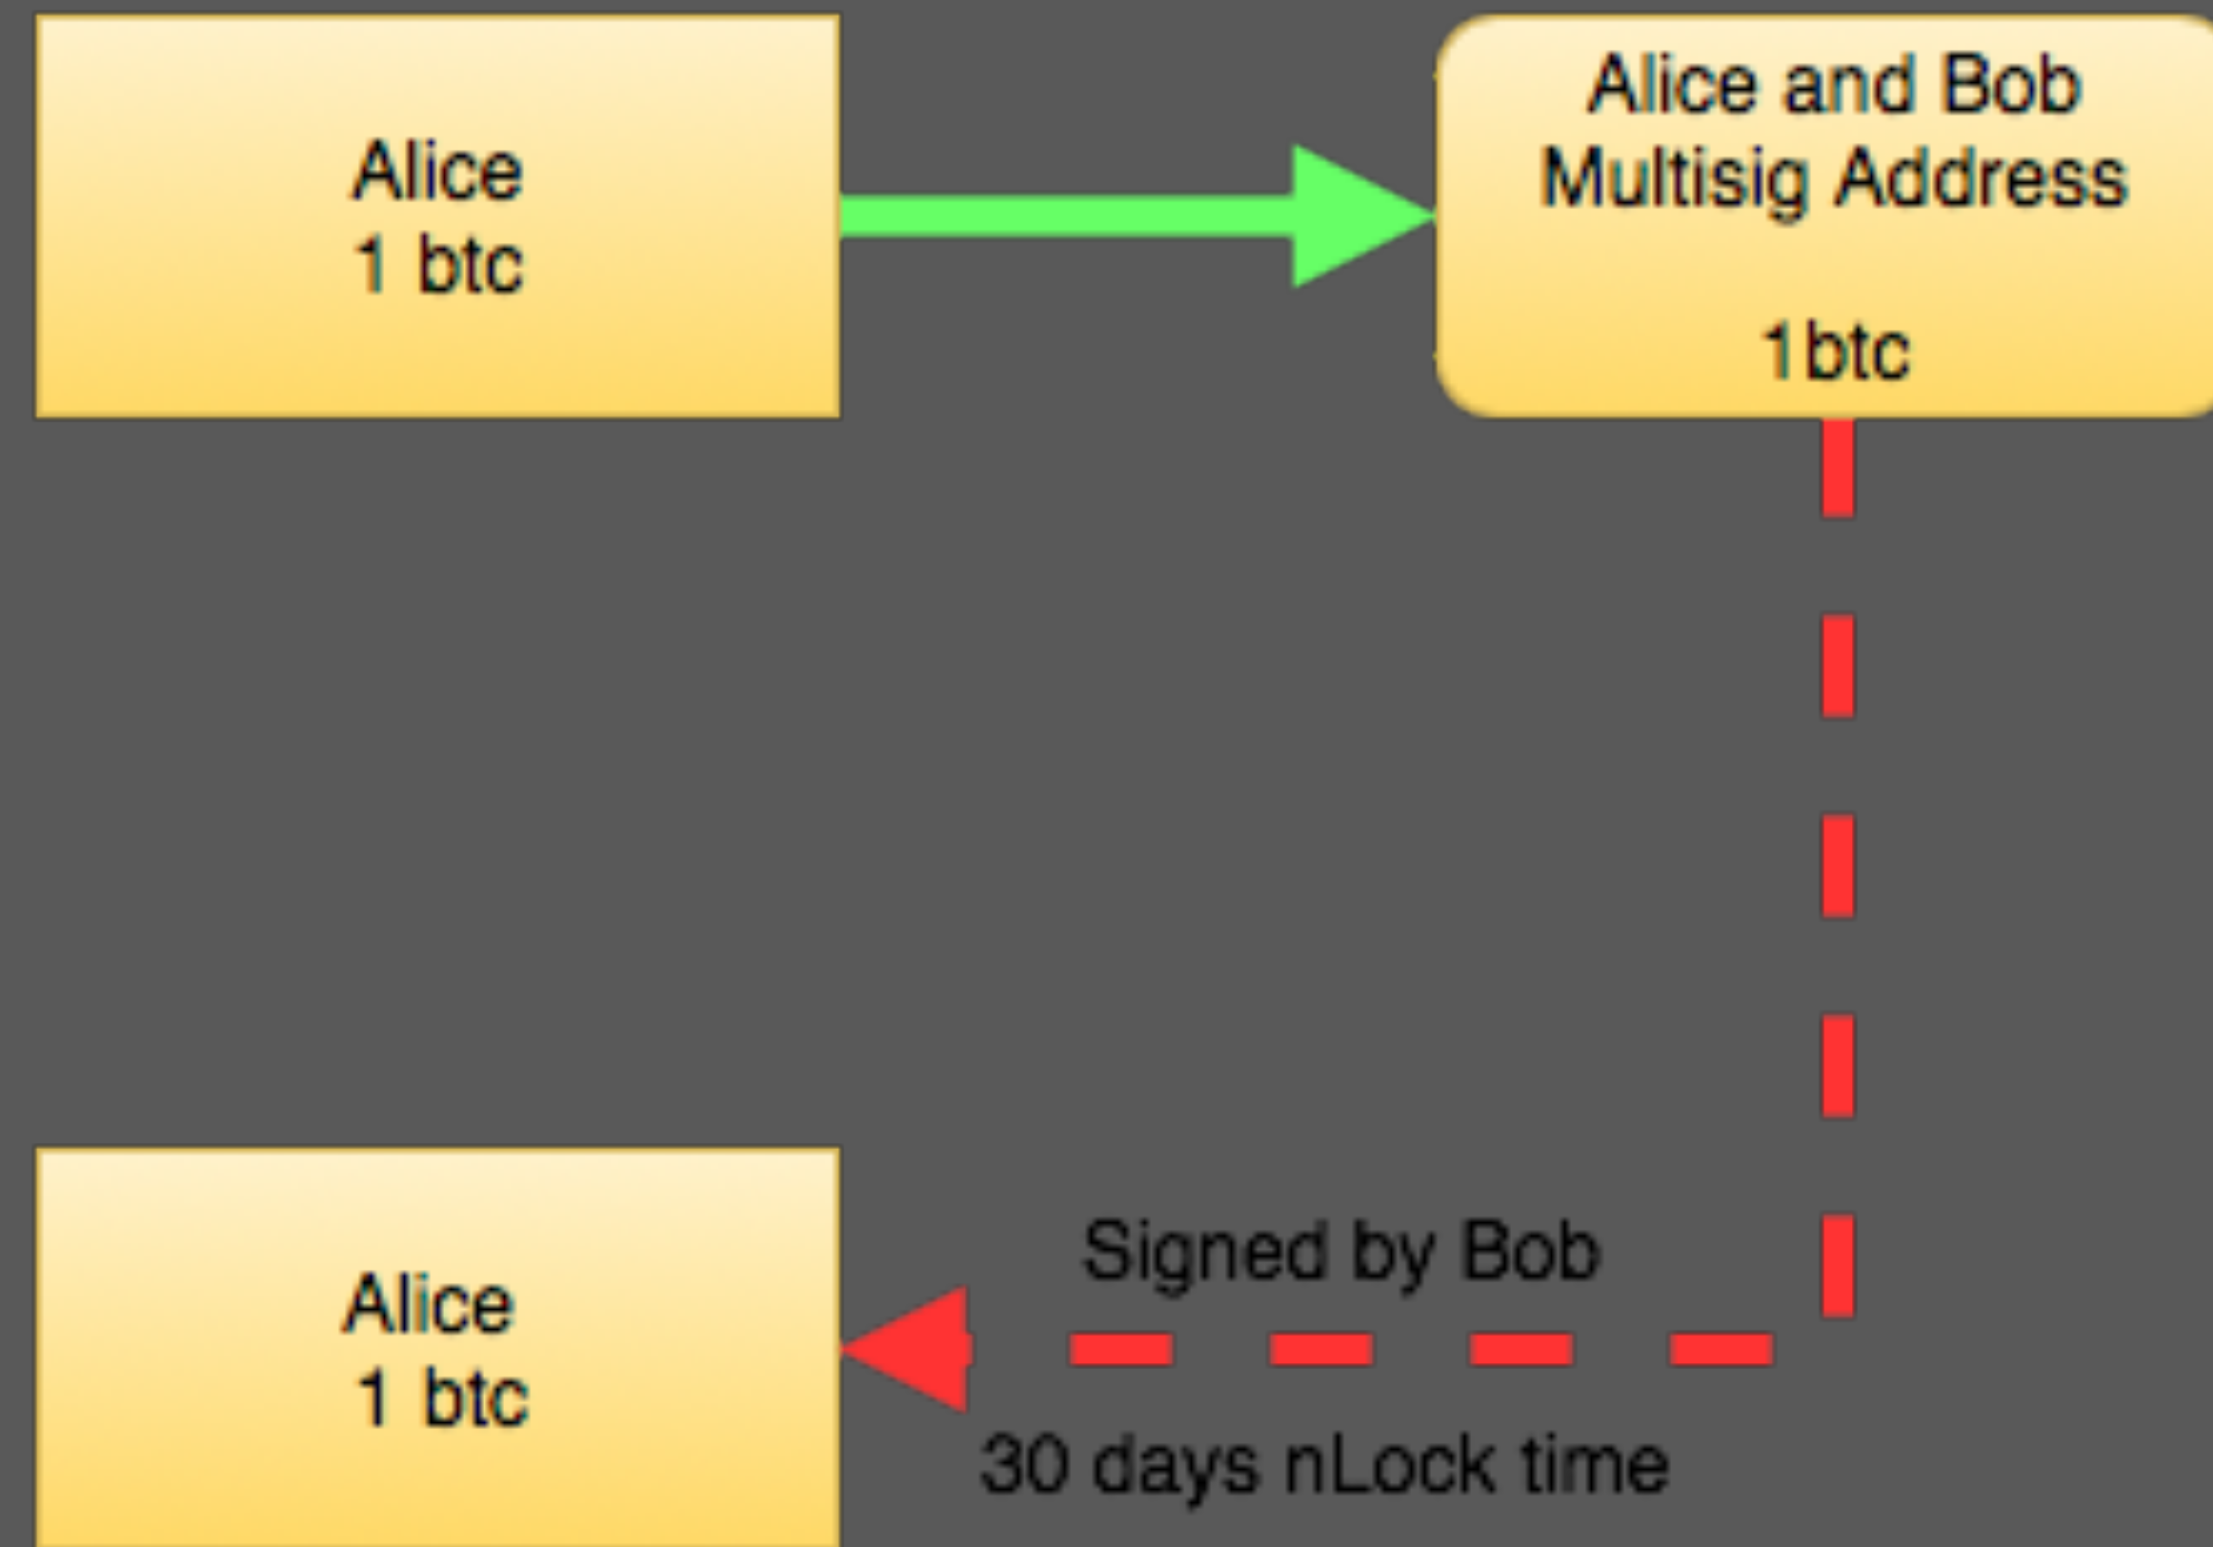 Alice
1 btc
Alice and Bob
Multisig Address
1btc
Signed by Bob
Alice
1 btc
30 days nLock time